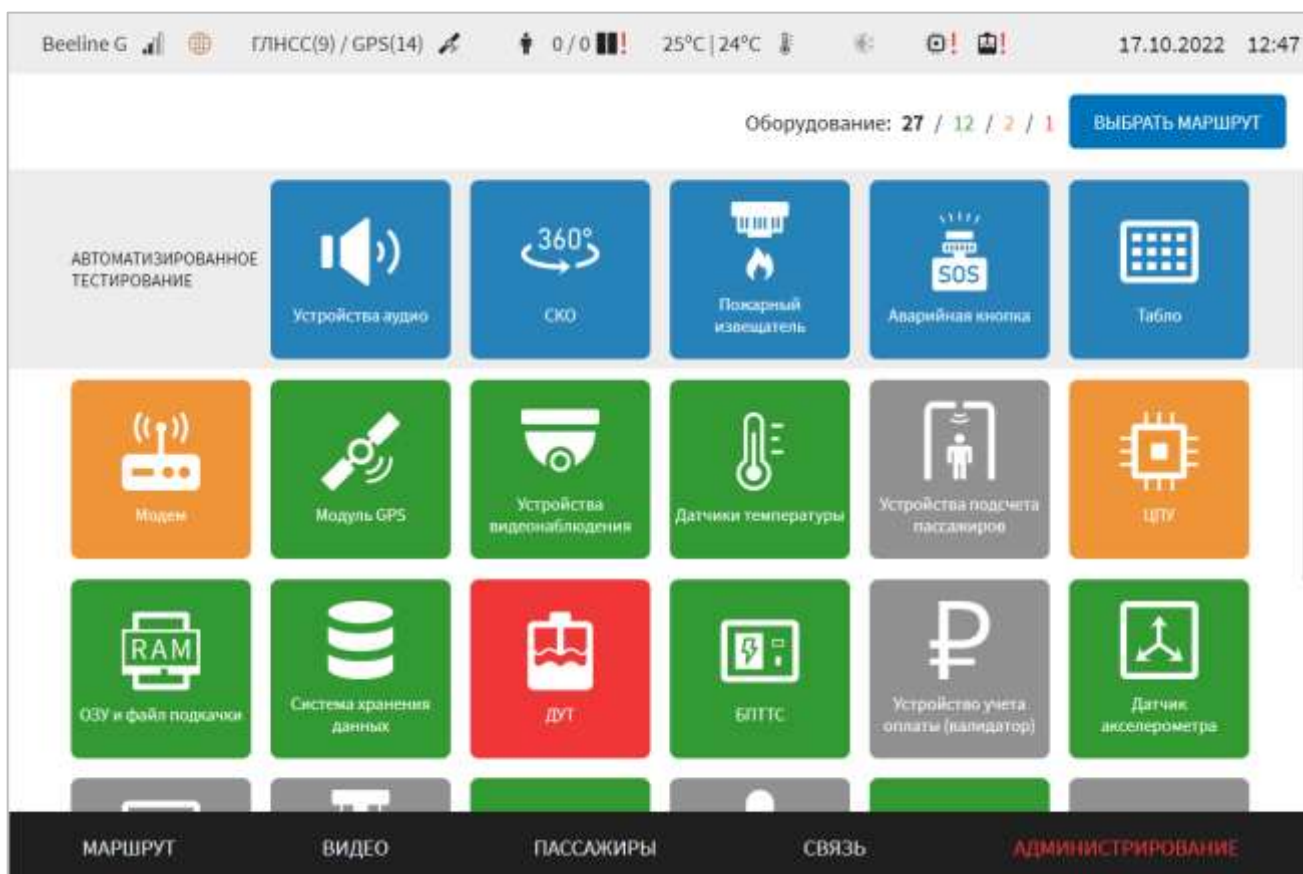 Beeline G ГЛНСС(9) / GPS(14) 0 / 0 ! 25°C | 24°C ! ! 17.10.2022 12:47
Оборудование: 27 / 12 / 2 / 1 ВЫБРАТЬ МАРШРУТ
АВТОМАТИЗИРОВАННОЕ
ТЕСТИРОВАНИЕ
Устройства аудио
360°
СКО
Пожарный
извещатель
SOS
Аварийная кнопка
Табло
Модем
Модуль GPS
Устройства
видеонаблюдения
Датчики температуры
Устройства подсчета
пассажиров
ЦПУ
RAM
ОЗУ и файл подкачки
Система хранения
данных
ДУТ
БПТТС
₽
Устройство учета
оплаты (валидатор)
Датчик
акселерометра
МАРШРУТ ВИДЕО ПАССАЖИРЫ СВЯЗЬ АДМИНИСТРИРОВАНИЕ